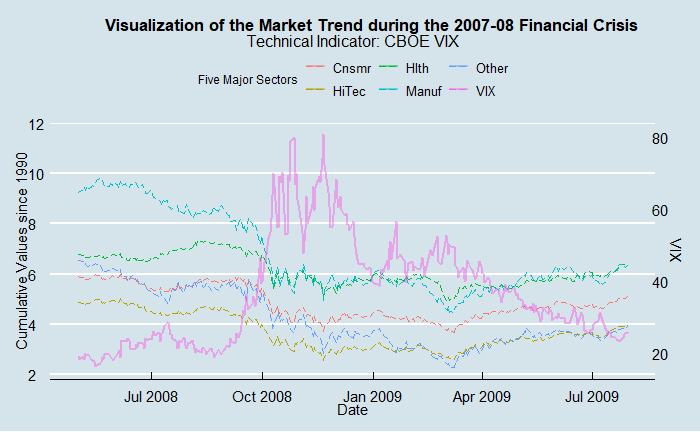 Visualization of the Market Trend during the 2007-08 Financial Crisis
Technical Indicator: CBOE VIX
Five Major Sectors
Cnsmr Hlth Other
HiTec Manuf VIX
12
10
8
6
4
2
Cumulative Values since 1990
80
60
40
20
VIX
Jul 2008 Oct 2008 Jan 2009 Apr 2009 Jul 2009
Date